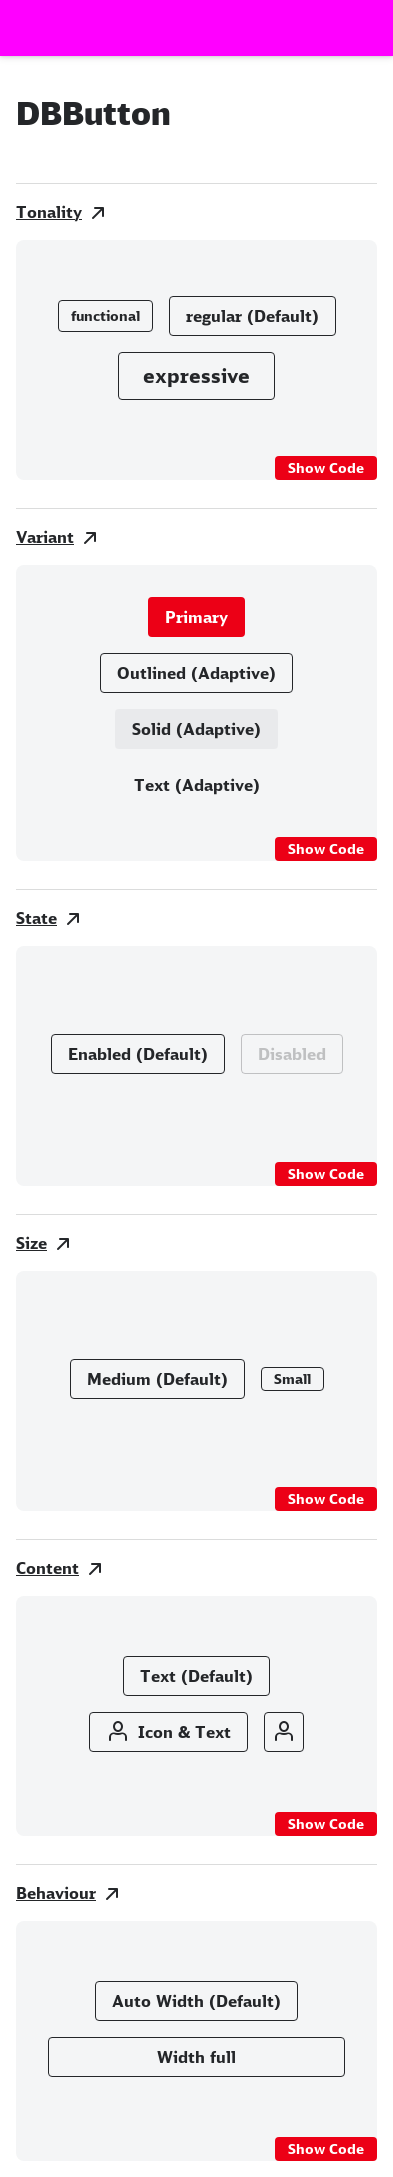 DBButton
Tonality
functional regular (Default)
expressive
Show Code
Variant
Primary
Outlined (Adaptive)
Solid (Adaptive)
Text (Adaptive)
Show Code
State
Enabled (Default) Disabled
Show Code
Size
Medium (Default) Small
Show Code
Content
Text (Default)
Icon & Text
Show Code
Behaviour
Auto Width (Default)
Width full
Show Code